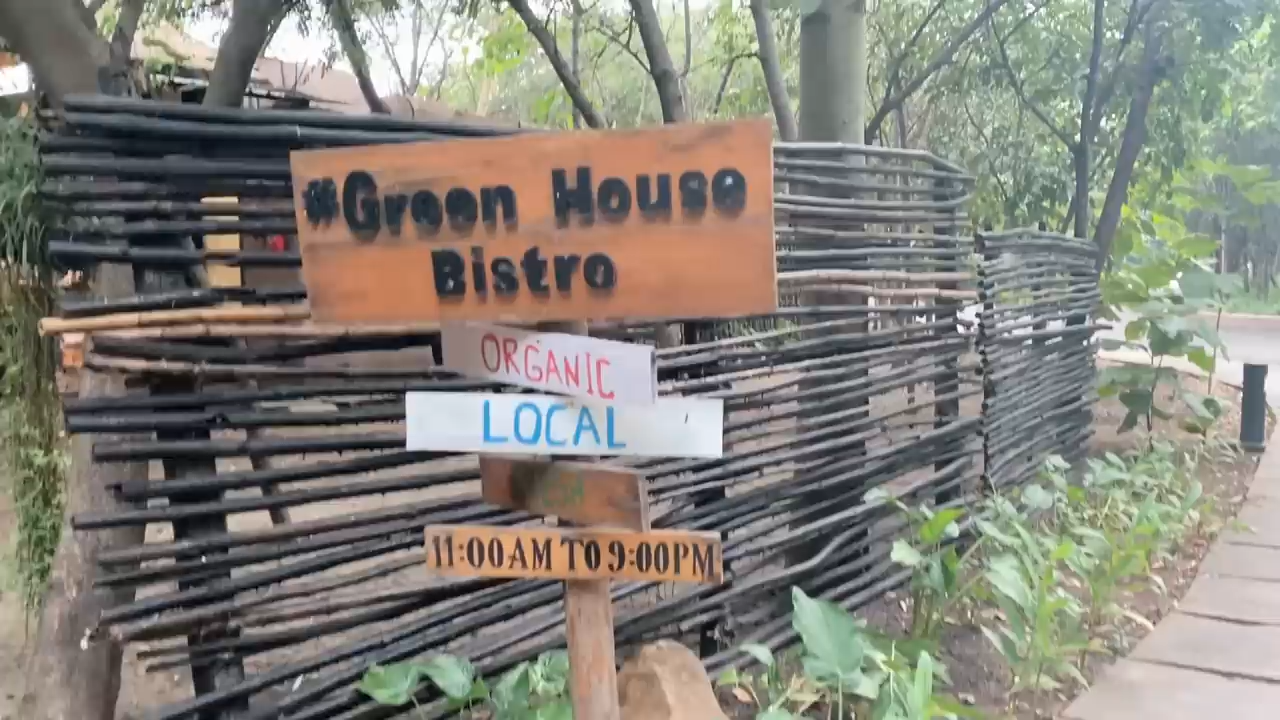 #Green House
Bistro
ORGANIC
LOCAL
11:00AM TO 9:00PM